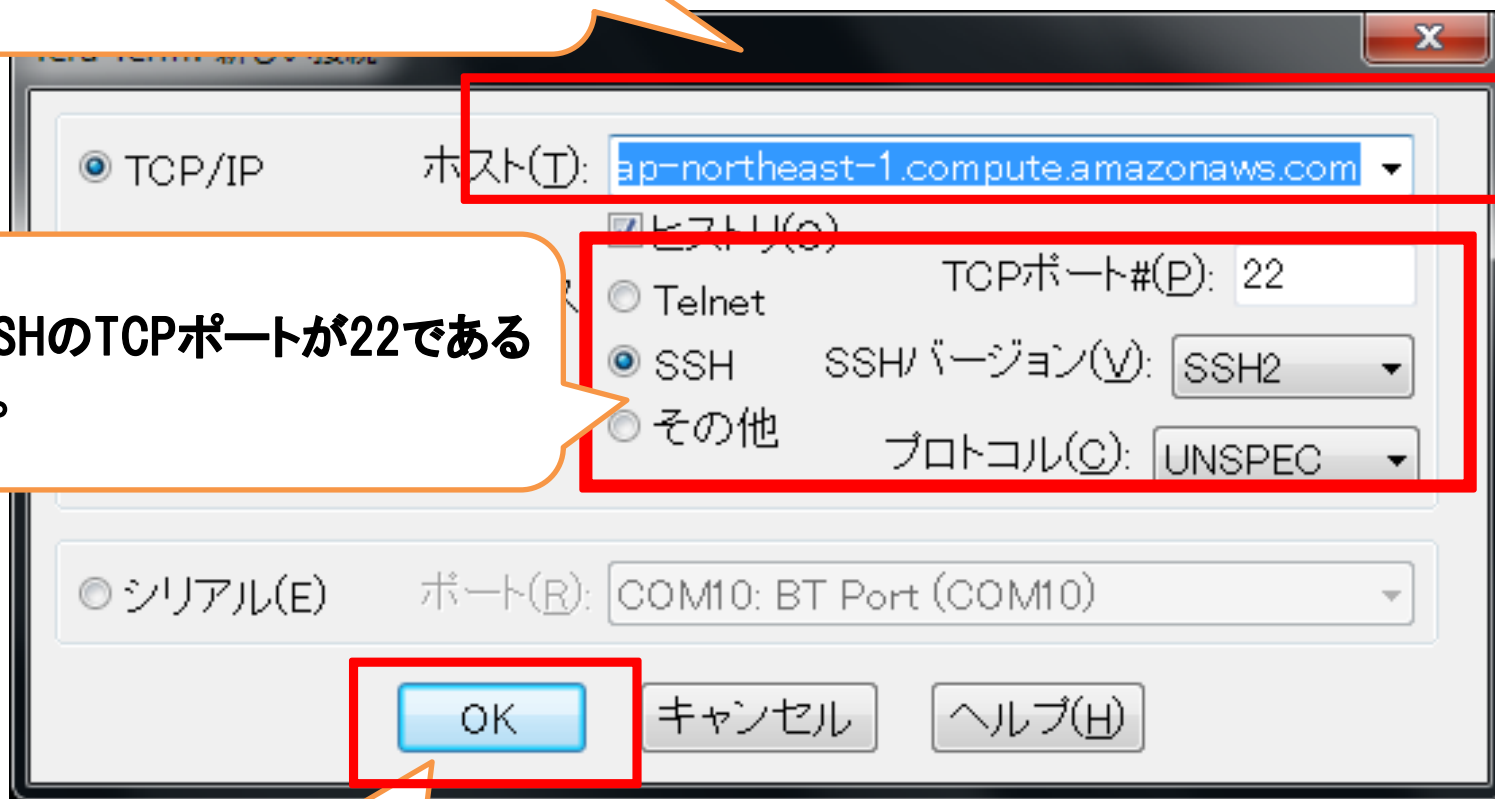 TCP/IP
ホスト(T): ap-northeast-1.compute.amazonaws.com
ヒストリ(O)
TCPポート#(P): 22
Telnet
SSHのTCPポートが22である
。
SSH SSHバージョン(V): SSH2
その他
プロトコル(C): UNSPEC
シリアル(E) ポート(R): COM10: BT Port (COM10)
OK キャンセル ヘルプ(H)